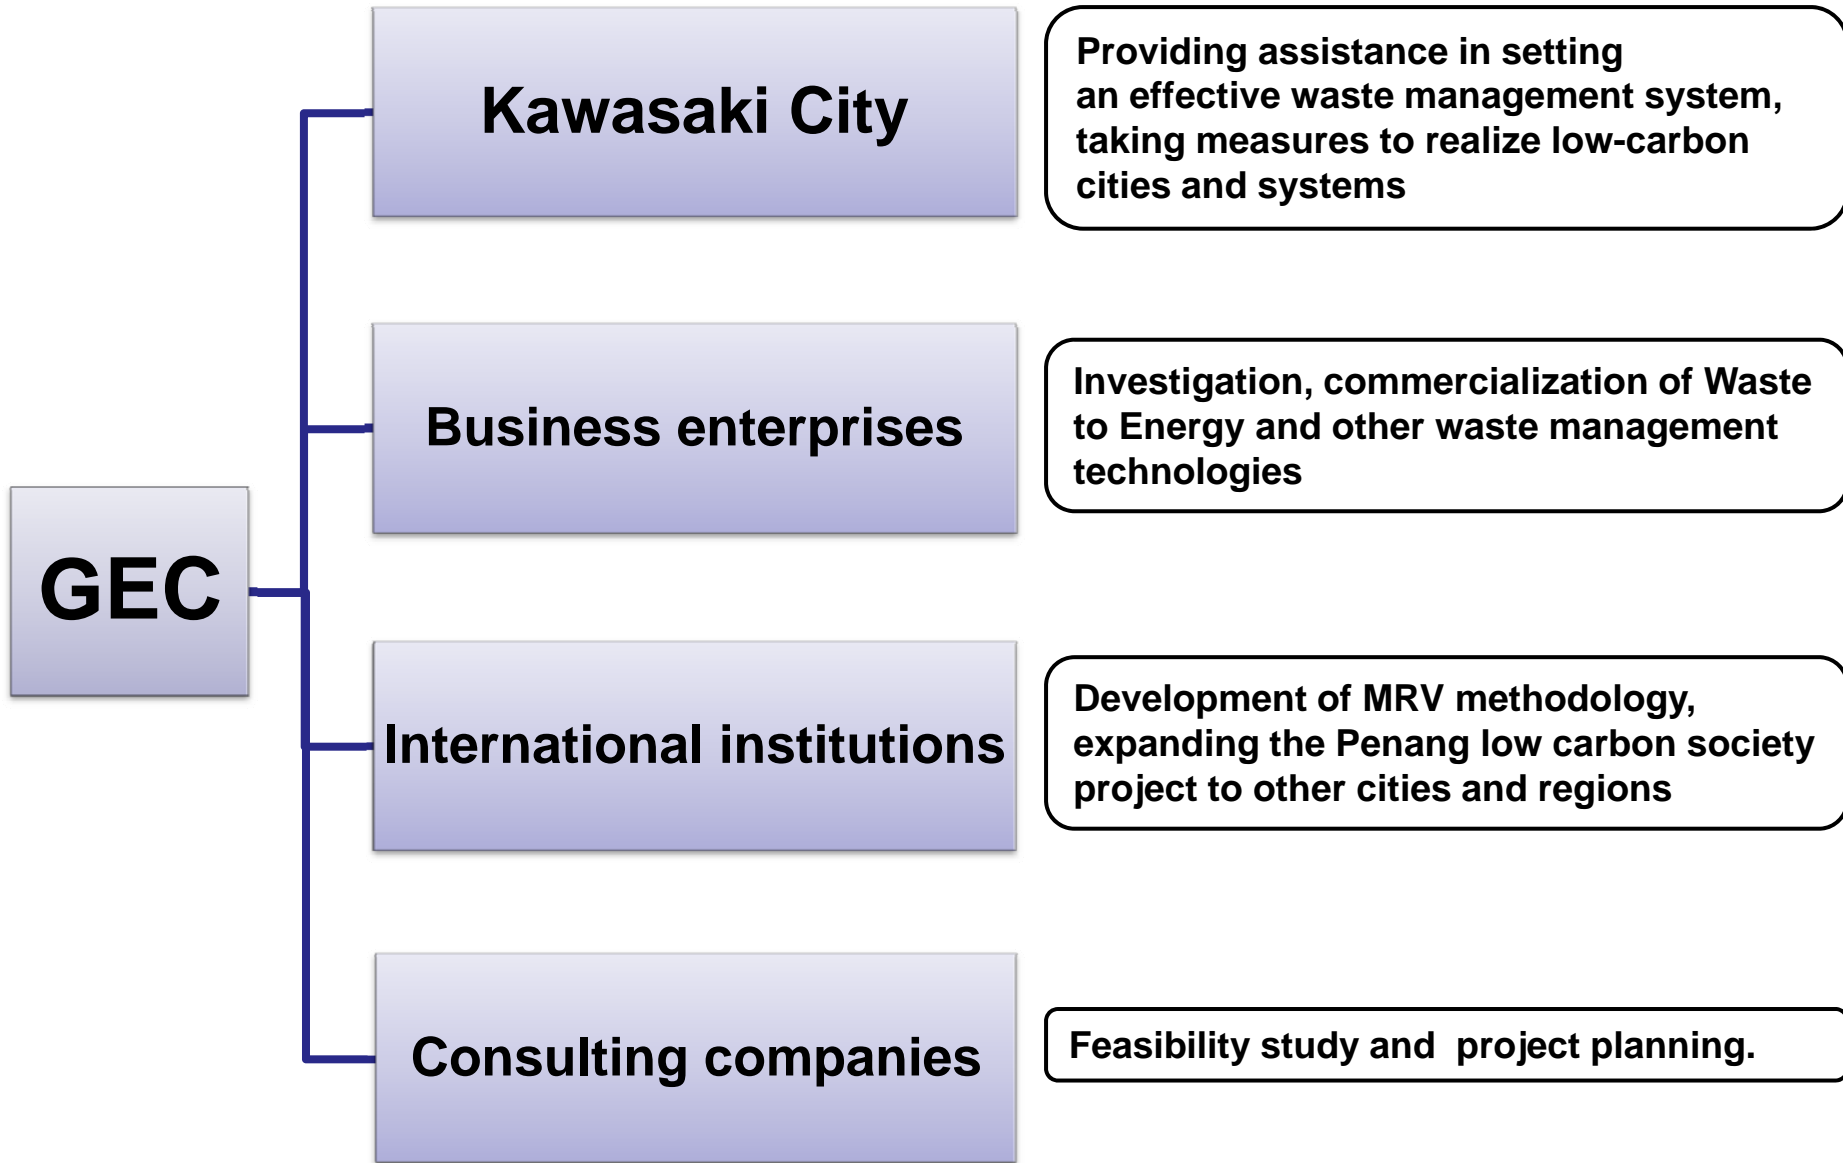 GEC
Kawasaki City
Providing assistance in setting
an effective waste management system,
taking measures to realize low-carbon
cities and systems
Business enterprises
Investigation, commercialization of Waste
to Energy and other waste management
technologies
International institutions
Development of MRV methodology,
expanding the Penang low carbon society
project to other cities and regions
Consulting companies
Feasibility study and  project planning.